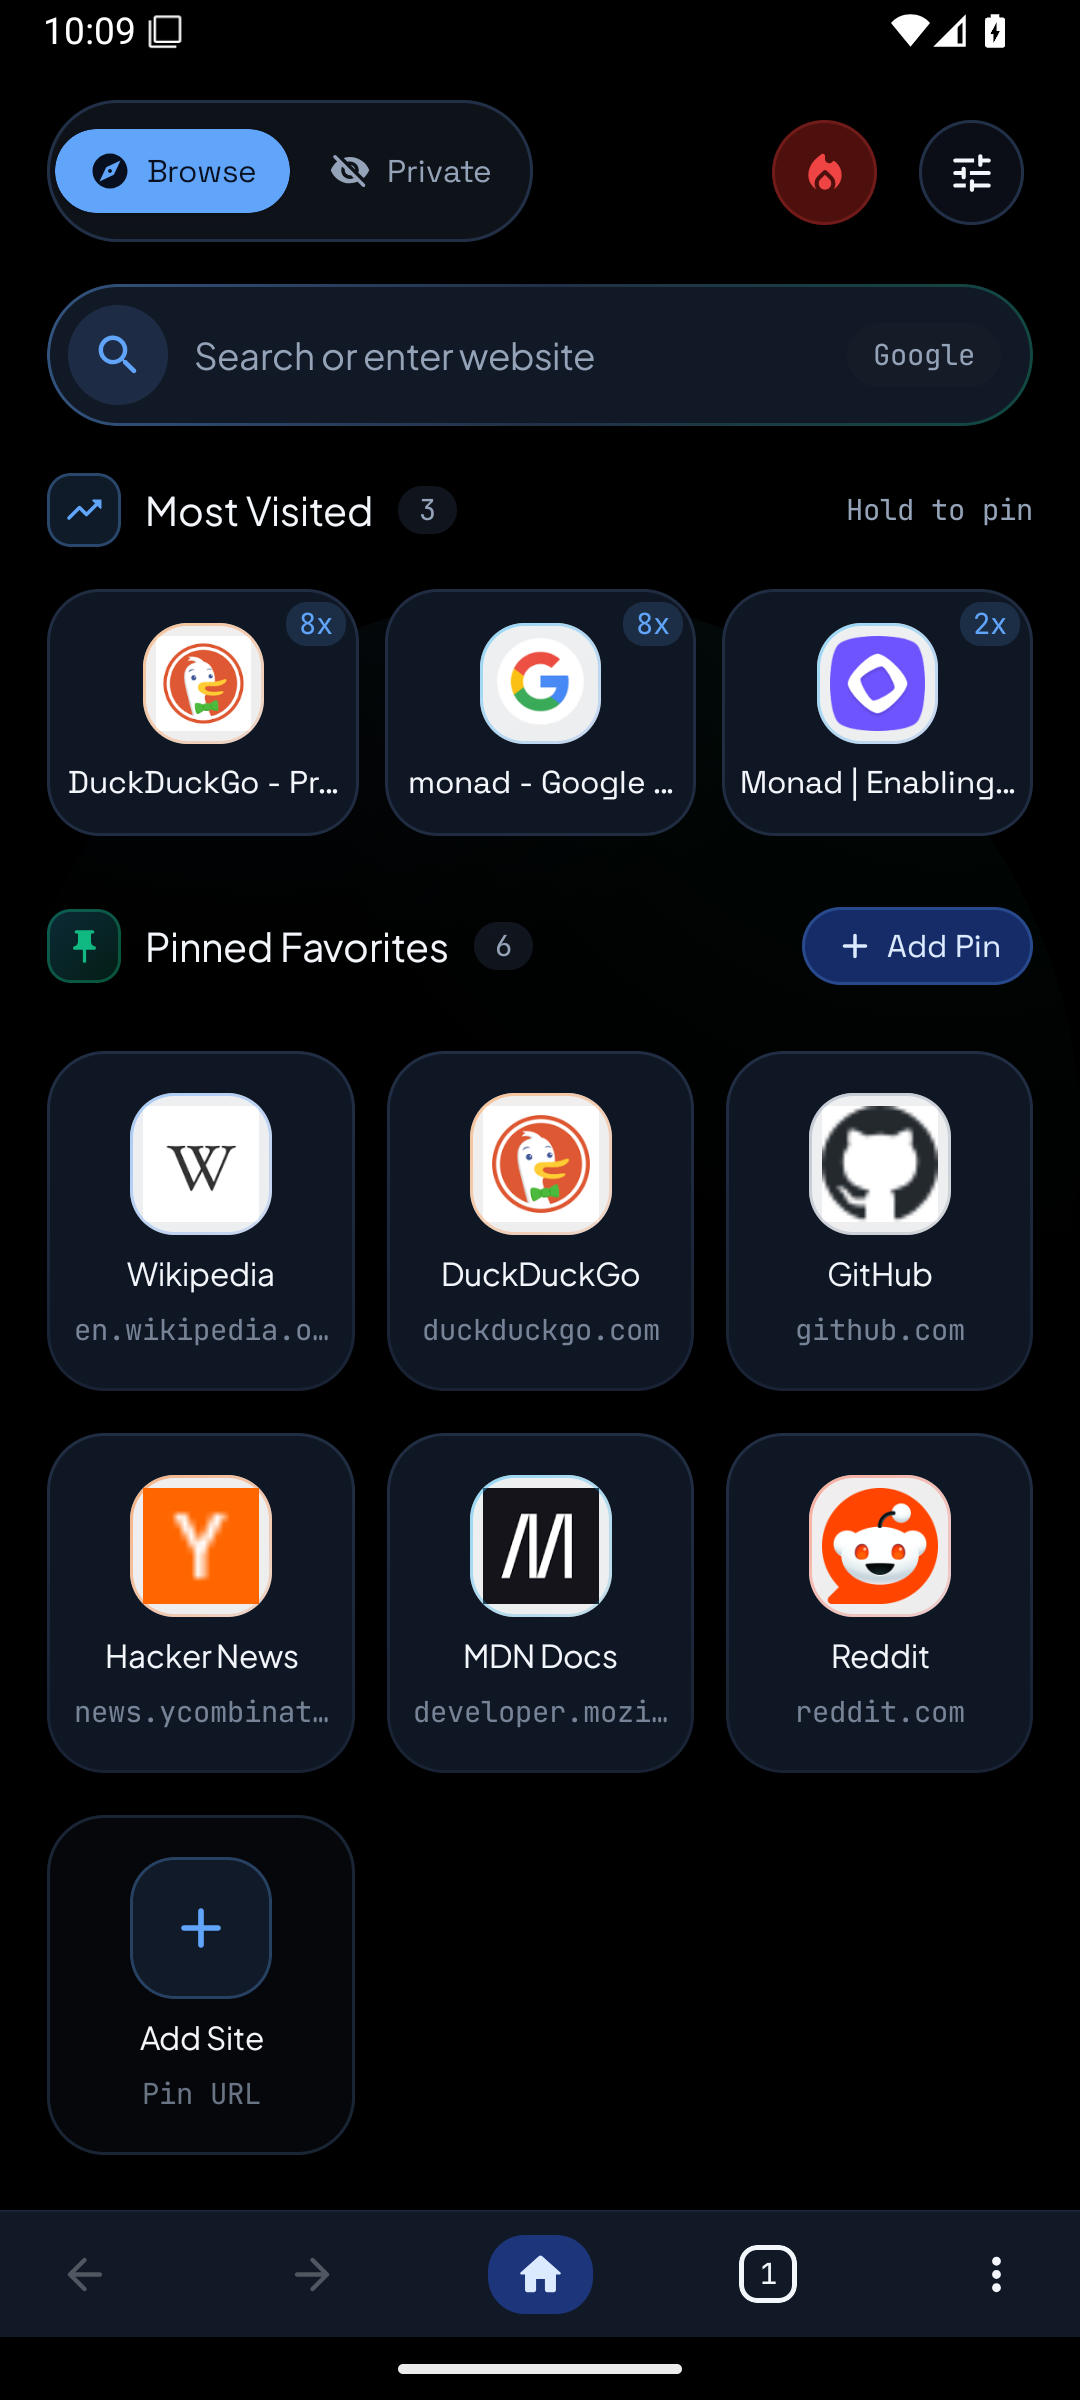 10:09
Browse
Private
Search or enter website
Google
Most Visited
3
Hold to pin
8x
8x
2x
DuckDuckGo - Pr...
monad - Google ...
Monad | Enabling...
Pinned Favorites
6
+ Add Pin
W
Wikipedia
DuckDuckGo
GitHub
en.wikipedia.o...
duckduckgo.com
github.com
Y
Hacker News
MDN Docs
Reddit
news.ycombinat...
developer.mozi...
reddit.com
Add Site
Pin URL
1